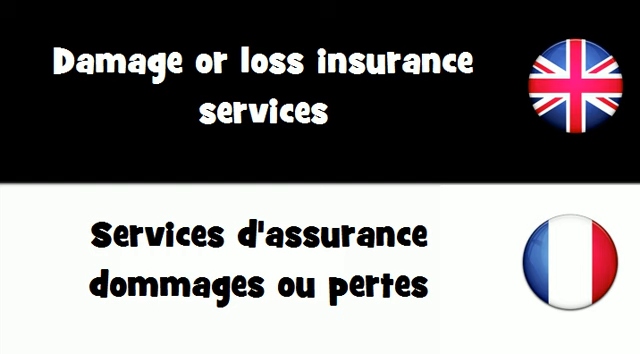 Damage or loss insurance
services
Services d'assurance
dommages ou pertes